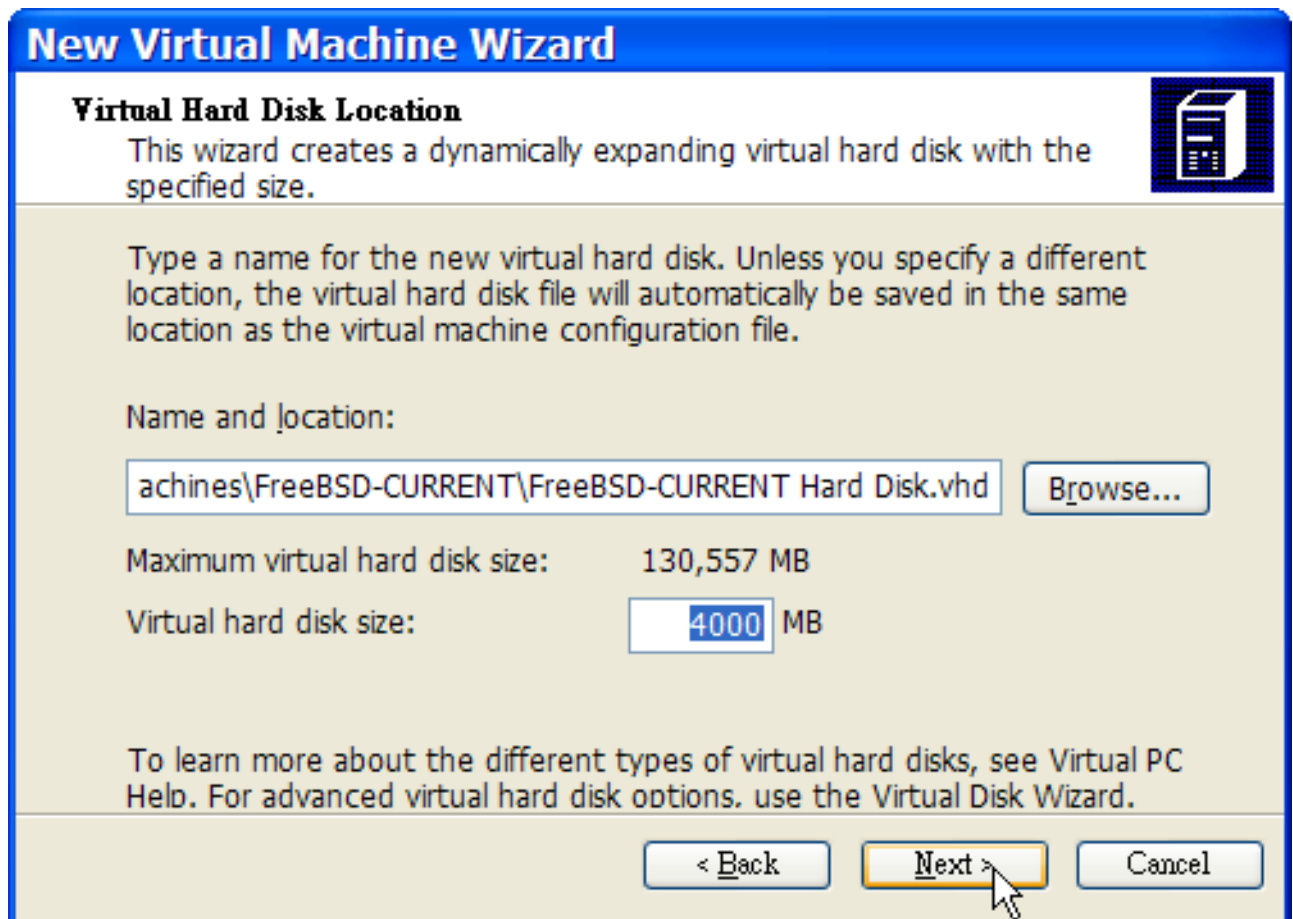 New Virtual Machine Wizard
Virtual Hard Disk Location
This wizard creates a dynamically expanding virtual hard disk with the
specified size.
Type a name for the new virtual hard disk. Unless you specify a different
location, the virtual hard disk file will automatically be saved in the same
location as the virtual machine configuration file.
Name and location:
achines\FreeBSD-CURRENT\FreeBSD-CURRENT Hard Disk.vhd Browse...
Maximum virtual hard disk size: 130,557 MB
Virtual hard disk size: 4000 MB
To learn more about the different types of virtual hard disks, see Virtual PC
Help. For advanced virtual hard disk options, use the Virtual Disk Wizard.
< Back Next > Cancel